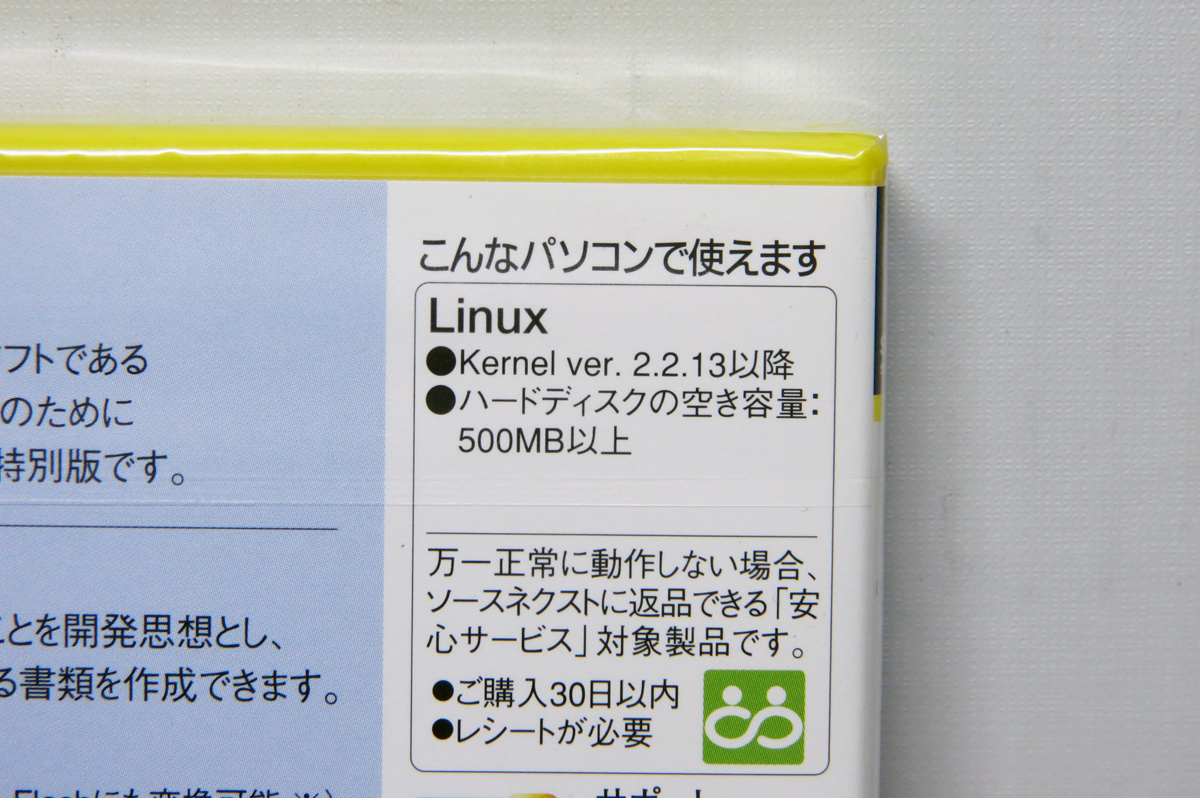 フトである
のために
特別版です。
ことを開発思想とし、
る書類を作成できます。
こんなパソコンで使えます
Linux
●Kernel ver. 2.2.13以降
●ハードディスクの空き容量：
500MB以上
万一正常に動作しない場合、
ソースネクストに返品できる「安
心サービス」対象製品です。
●ご購入30日以内
●レシートが必要